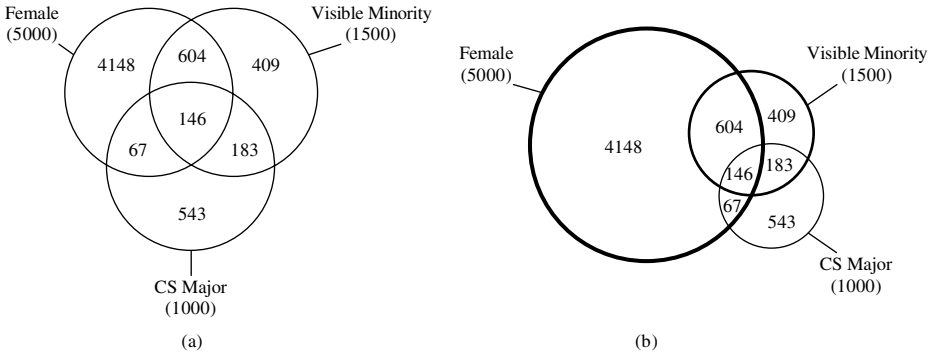 Female
(5000)
Visible Minority
(1500)
4148
604
409
146
67
183
543
CS Major
(1000)
(a)
Female
(5000)
Visible Minority
(1500)
4148
604
409
146
183
67
543
CS Major
(1000)
(b)